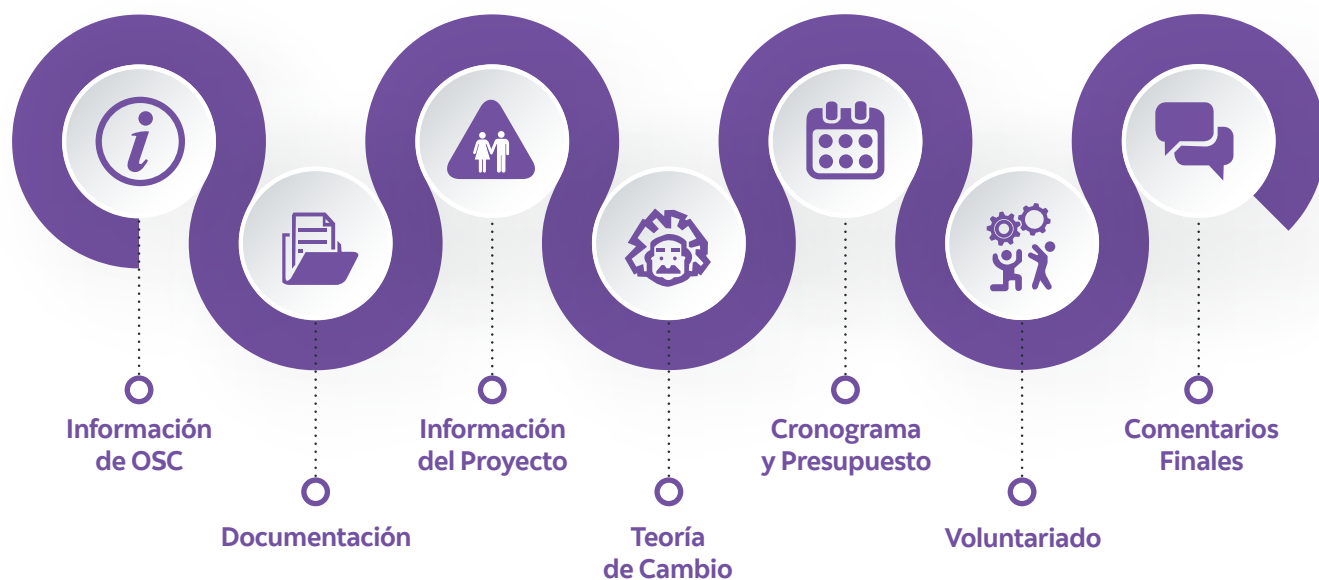 Información
de OSC
Documentación
Información
del Proyecto
Teoría
de Cambio
Cronograma
y Presupuesto
Voluntariado
Comentarios
Finales